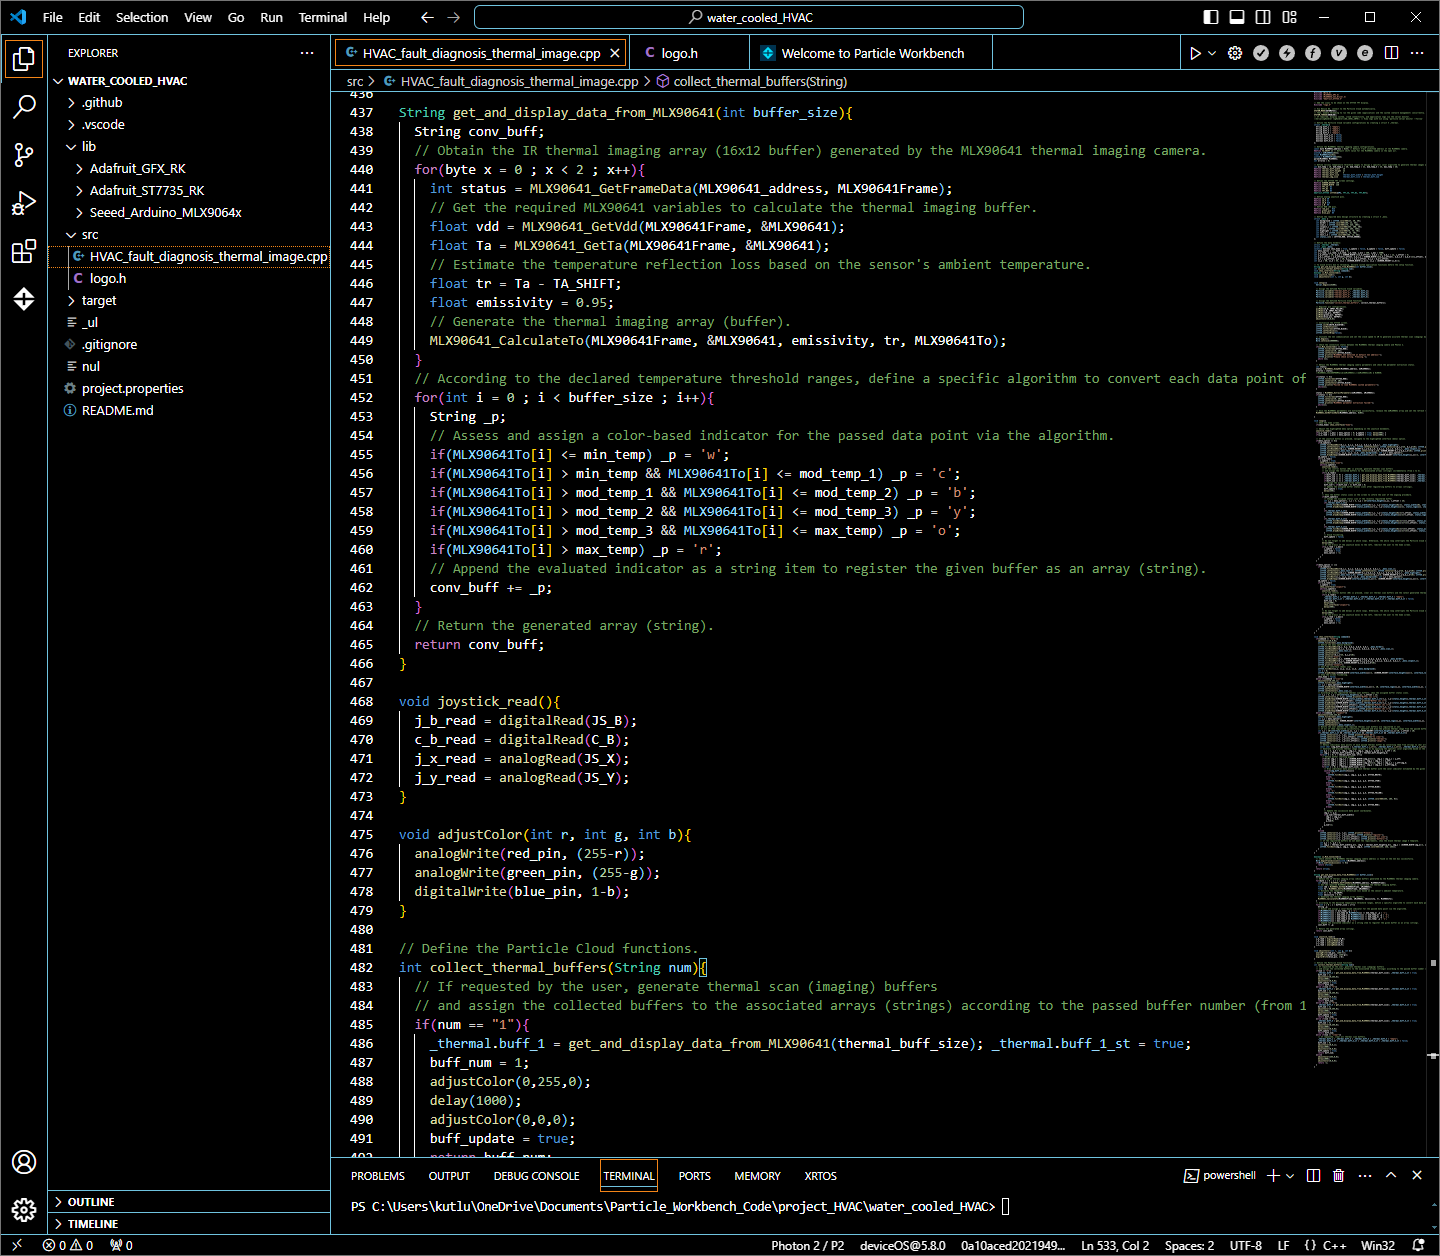 File Edit Selection View Go Run Terminal Help water_cooled_HVAC
EXPLORER
WATER_COOLED_HVAC
.github
.vscode
lib
Adafruit_GFX_RK
Adafruit_ST7735_RK
Seeed_Arduino_MLX9064x
src
HVAC_fault_diagnosis_thermal_image.cpp
logo.h
target
_ul
.gitignore
nul
project.properties
README.md
OUTLINE
TIMELINE
HVAC_fault_diagnosis_thermal_image.cpp logo.h Welcome to Particle Workbench
src > HVAC_fault_diagnosis_thermal_image.cpp > collect_thermal_buffers(String)
436
437 String get_and_display_data_from_MLX90641(int buffer_size){
438 String conv_buff;
439 // Obtain the IR thermal imaging array (16x12 buffer) generated by the MLX90641 thermal imaging camera.
440 for(byte x = 0 ; x < 2 ; x++){
441 int status = MLX90641_GetFrameData(MLX90641_address, MLX90641Frame);
442 // Get the required MLX90641 variables to calculate the thermal imaging buffer.
443 float vdd = MLX90641_GetVdd(MLX90641Frame, &MLX90641);
444 float Ta = MLX90641_GetTa(MLX90641Frame, &MLX90641);
445 // Estimate the temperature reflection loss based on the sensor's ambient temperature.
446 float tr = Ta - TA_SHIFT;
447 float emissivity = 0.95;
448 // Generate the thermal imaging array (buffer).
449 MLX90641_CalculateTo(MLX90641Frame, &MLX90641, emissivity, tr, MLX90641To);
450 }
451 // According to the declared temperature threshold ranges, define a specific algorithm to convert each data point of
452 for(int i = 0 ; i < buffer_size ; i++){
453 String _p;
454 // Assess and assign a color-based indicator for the passed data point via the algorithm.
455 if(MLX90641To[i] <= min_temp) _p = 'w';
456 if(MLX90641To[i] > min_temp && MLX90641To[i] <= mod_temp_1) _p = 'c';
457 if(MLX90641To[i] > mod_temp_1 && MLX90641To[i] <= mod_temp_2) _p = 'b';
458 if(MLX90641To[i] > mod_temp_2 && MLX90641To[i] <= mod_temp_3) _p = 'y';
459 if(MLX90641To[i] > mod_temp_3 && MLX90641To[i] <= max_temp) _p = 'o';
460 if(MLX90641To[i] > max_temp) _p = 'r';
461 // Append the evaluated indicator as a string item to register the given buffer as an array (string).
462 conv_buff += _p;
463 }
464 // Return the generated array (string).
465 return conv_buff;
466 }
467
468 void joystick_read(){
469 j_b_read = digitalRead(JS_B);
470 c_b_read = digitalRead(C_B);
471 j_x_read = analogRead(JS_X);
472 j_y_read = analogRead(JS_Y);
473 }
474
475 void adjustColor(int r, int g, int b){
476 analogWrite(red_pin, (255-r));
477 analogWrite(green_pin, (255-g));
478 digitalWrite(blue_pin, 1-b);
479 }
480
481 // Define the Particle Cloud functions.
482 int collect_thermal_buffers(String num){
483 // If requested by the user, generate thermal scan (imaging) buffers
484 // and assign the collected buffers to the associated arrays (strings) according to the passed buffer number (from 1
485 if(num == "1"){
486 _thermal.buff_1 = get_and_display_data_from_MLX90641(thermal_buff_size); _thermal.buff_1_st = true;
487 buff_num = 1;
488 adjustColor(0,255,0);
489 delay(1000);
490 adjustColor(0,0,0);
491 buff_update = true;
492 return buff_num;
PROBLEMS OUTPUT DEBUG CONSOLE TERMINAL PORTS MEMORY XRTOS powershell
PS C:\Users\kutlu\OneDrive\Documents\Particle_Workbench_Code\project_HVAC\water_cooled_HVAC>
0 0 0 Photon 2 / P2 deviceOS@5.8.0 0a10aced2021949... Ln 533, Col 2 Spaces: 2 UTF-8 LF {} C++ Win32